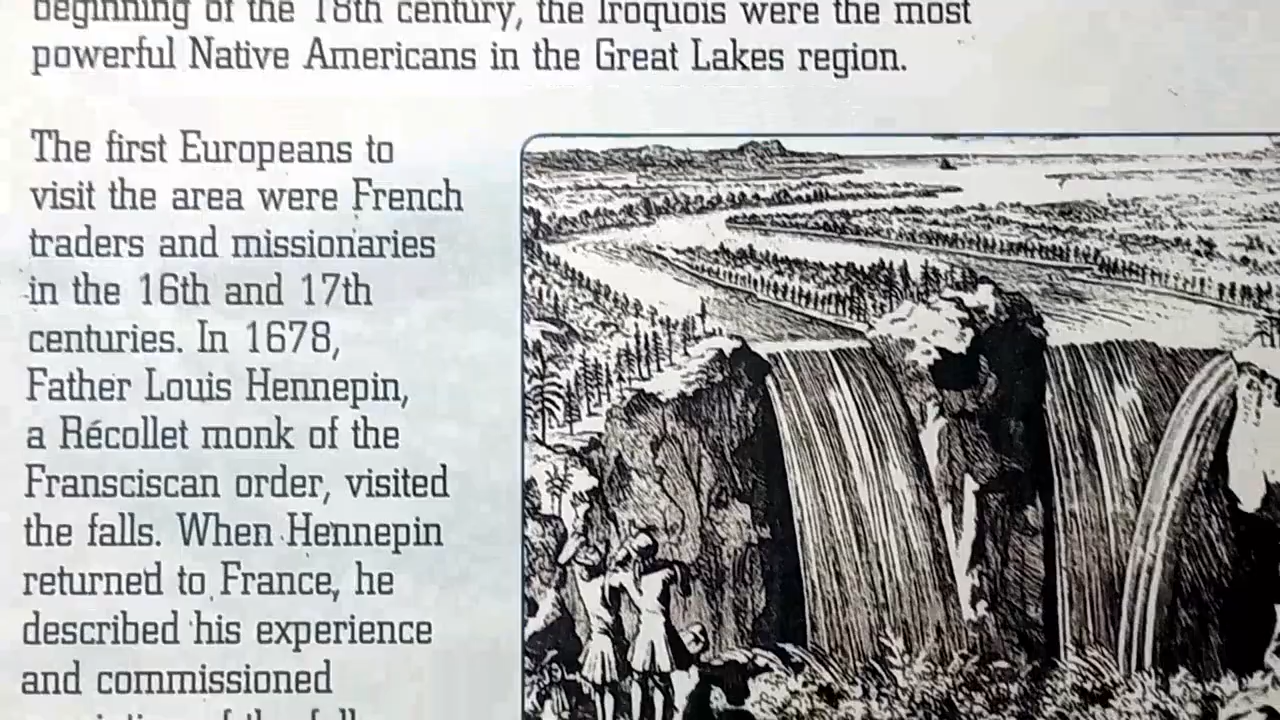 beginning of the 18th century, the Iroquois were the most
powerful Native Americans in the Great Lakes region.
The first Europeans to
visit the area were French
traders and missionaries
in the 16th and 17th
centuries. In 1678,
Father Louis Hennepin,
a Récollet monk of the
Fransciscan order, visited
the falls. When Hennepin
returned to France, he
described his experience
and commissioned